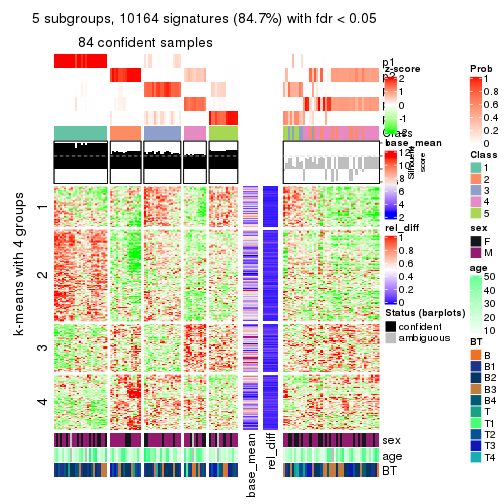 5 subgroups, 10164 signatures (84.7%) with fdr < 0.05
84 confident samples
p1
Class
z-score
2
1
0
-1
-2
base_mean
12
10
8
6
4
2
Silhouette
score
rel_diff
1
0.8
0.6
0.4
0.2
0
Status (barplots)
confident
ambiguous
Prob
1
0.8
0.6
0.4
0.2
0
Class
1
2
3
4
5
sex
F
M
age
50
40
30
20
10
BT
B
B1
B2
B3
B4
T
T1
T2
T3
T4
k-means with 4 groups
1
2
3
4
base_mean
rel_diff
sex
age
BT